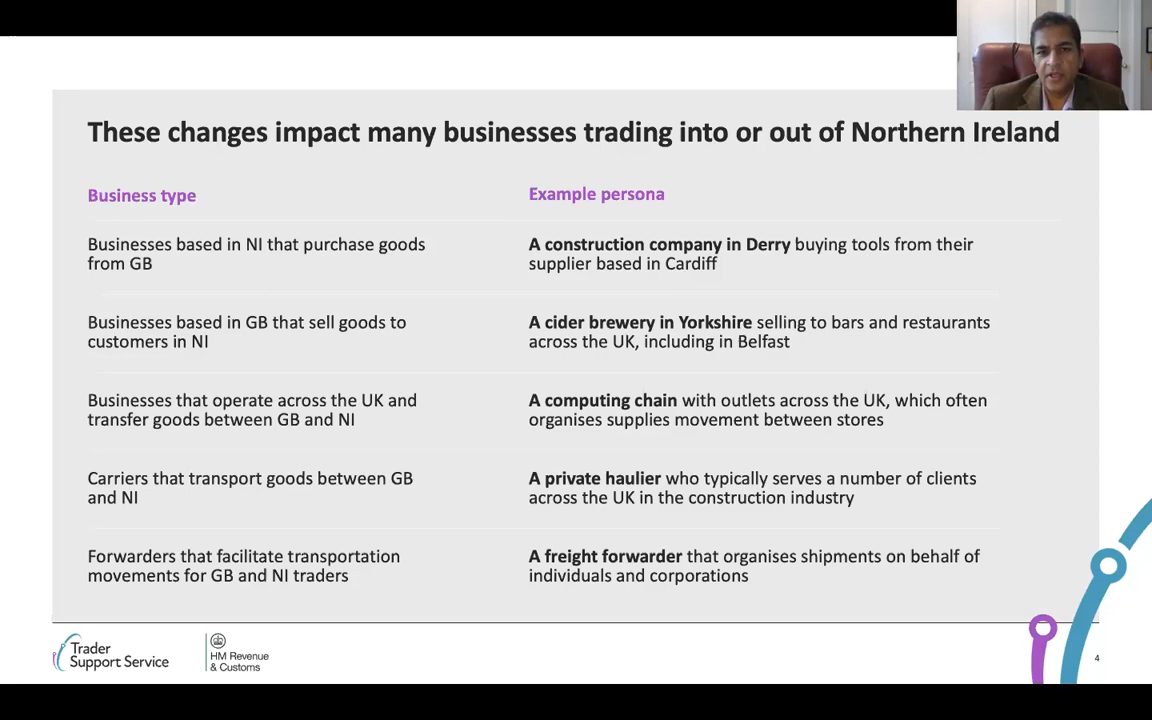 These changes impact many businesses trading into or out of Northern Ireland
Business type
Example persona
Businesses based in NI that purchase goods
from GB
A construction company in Derry buying tools from their
supplier based in Cardiff
Businesses based in GB that sell goods to
customers in NI
A cider brewery in Yorkshire selling to bars and restaurants
across the UK, including in Belfast
Businesses that operate across the UK and
transfer goods between GB and NI
A computing chain with outlets across the UK, which often
organises supplies movement between stores
Carriers that transport goods between GB
and NI
A private haulier who typically serves a number of clients
across the UK in the construction industry
Forwarders that facilitate transportation
movements for GB and NI traders
A freight forwarder that organises shipments on behalf of
individuals and corporations
Trader
Support Service
HM Revenue
& Customs
4